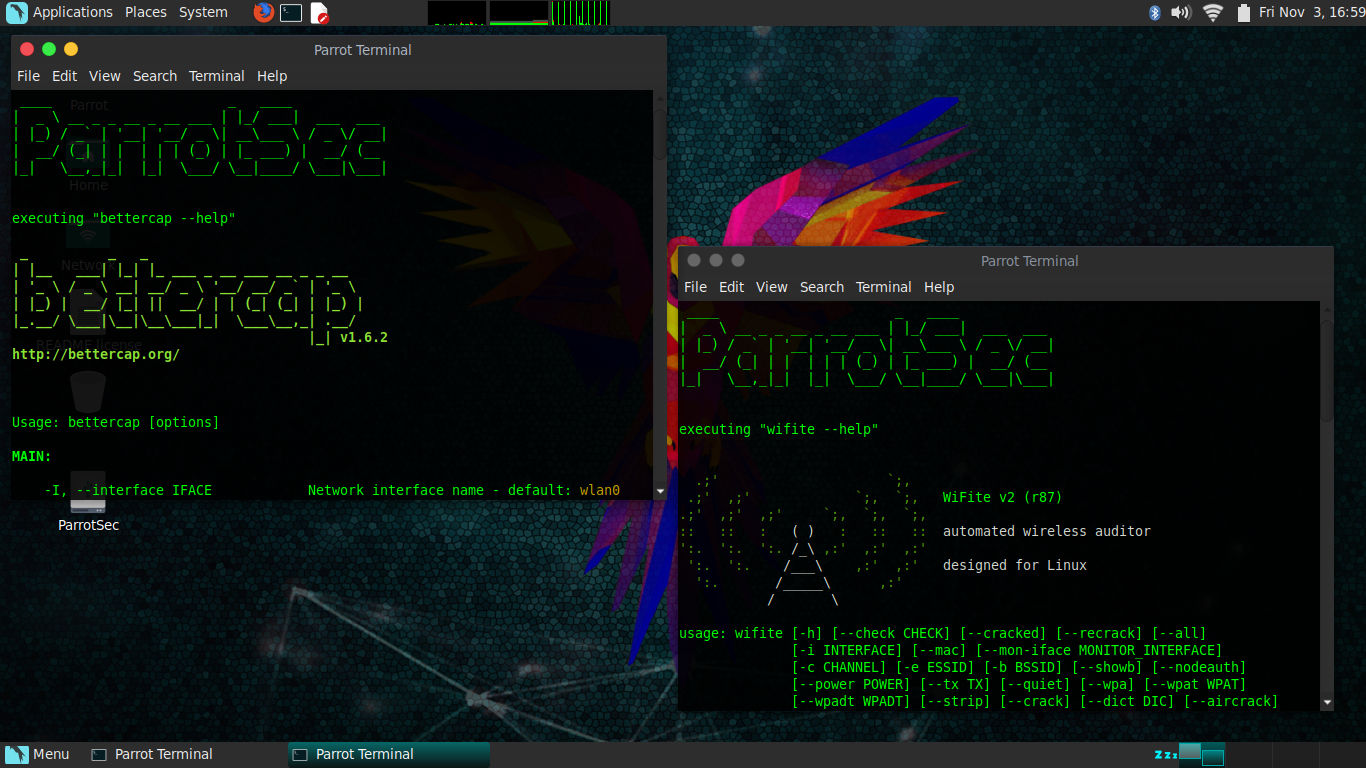 Applications Places System
Fri Nov 3, 16:59
Parrot Terminal
File Edit View Search Terminal Help
Parrot
ParrotSec
Home
executing "bettercap --help"
Network
bettercap
README.license
v1.6.2
http://bettercap.org/
Usage: bettercap [options]
MAIN:
-I, --interface IFACE Network interface name - default: wlan0
ParrotSec
Parrot Terminal
File Edit View Search Terminal Help
ParrotSec
executing "wifite --help"
WiFite v2 (r87)
automated wireless auditor
designed for Linux
usage: wifite [-h] [--check CHECK] [--cracked] [--recrack] [--all]
[-i INTERFACE] [--mac] [--mon-iface MONITOR_INTERFACE]
[-c CHANNEL] [-e ESSID] [-b BSSID] [--showb] [--nodeauth]
[--power POWER] [--tx TX] [--quiet] [--wpa] [--wpat WPAT]
[--wpadt WPADT] [--strip] [--crack] [--dict DIC] [--aircrack]
Menu Parrot Terminal Parrot Terminal
zzz